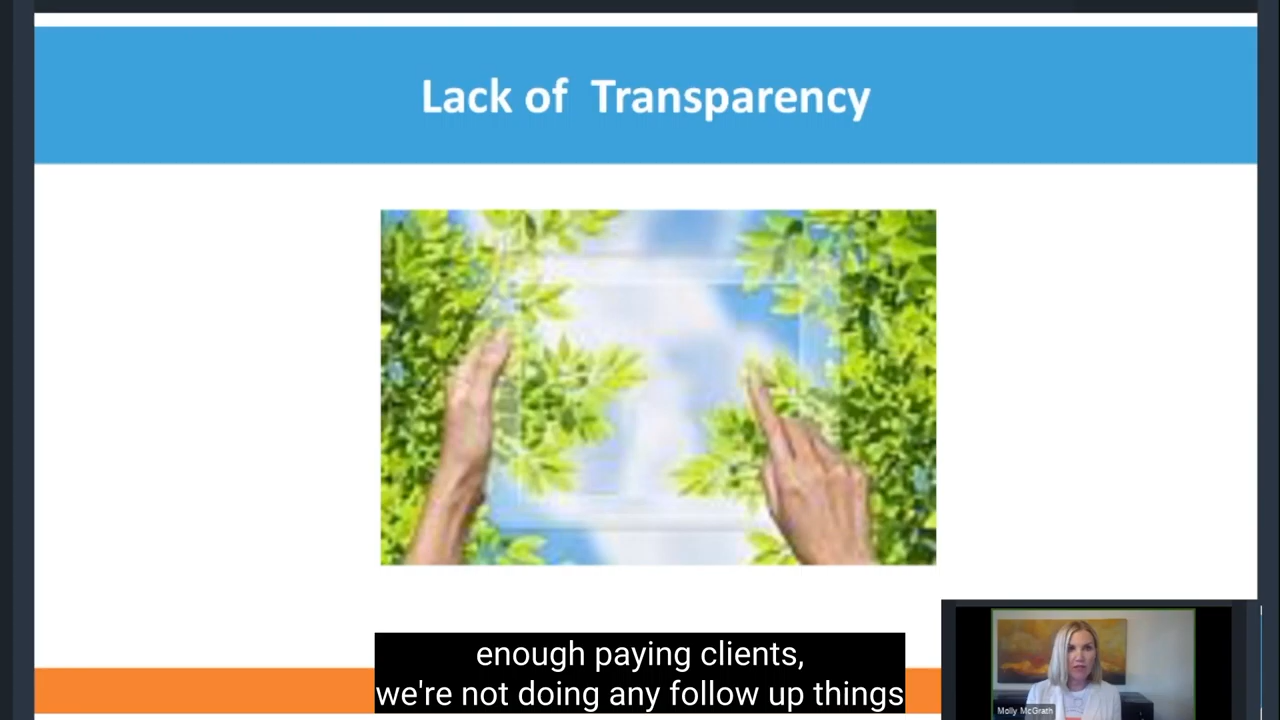 Lack of  Transparency
enough paying clients,
we're not doing any follow up things
Molly McGrath